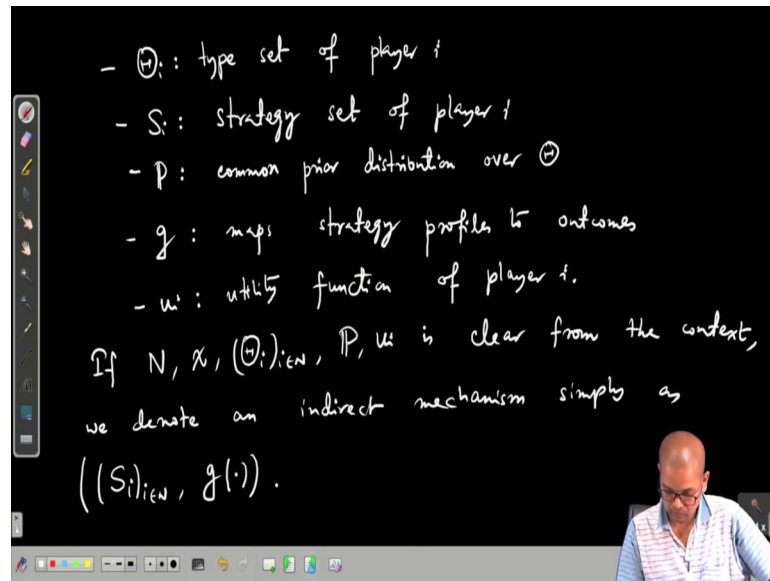 - Θᵢ : type set of player i
- Sᵢ : strategy set of player i
- P : common prior distribution over Θ
- g : maps strategy profiles to outcomes
- uᵢ : utility function of player i.
If N, X, (Θᵢ)ᵢ∈N, P, uᵢ is clear from the context,
we denote an indirect mechanism simply as
((Sᵢ)ᵢ∈N, g(·)).